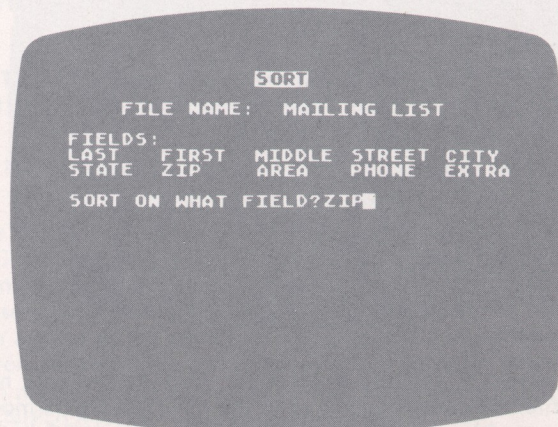 SORT
FILE NAME: MAILING LIST
FIELDS:
LAST FIRST MIDDLE STREET CITY
STATE ZIP AREA PHONE EXTRA
SORT ON WHAT FIELD?ZIP